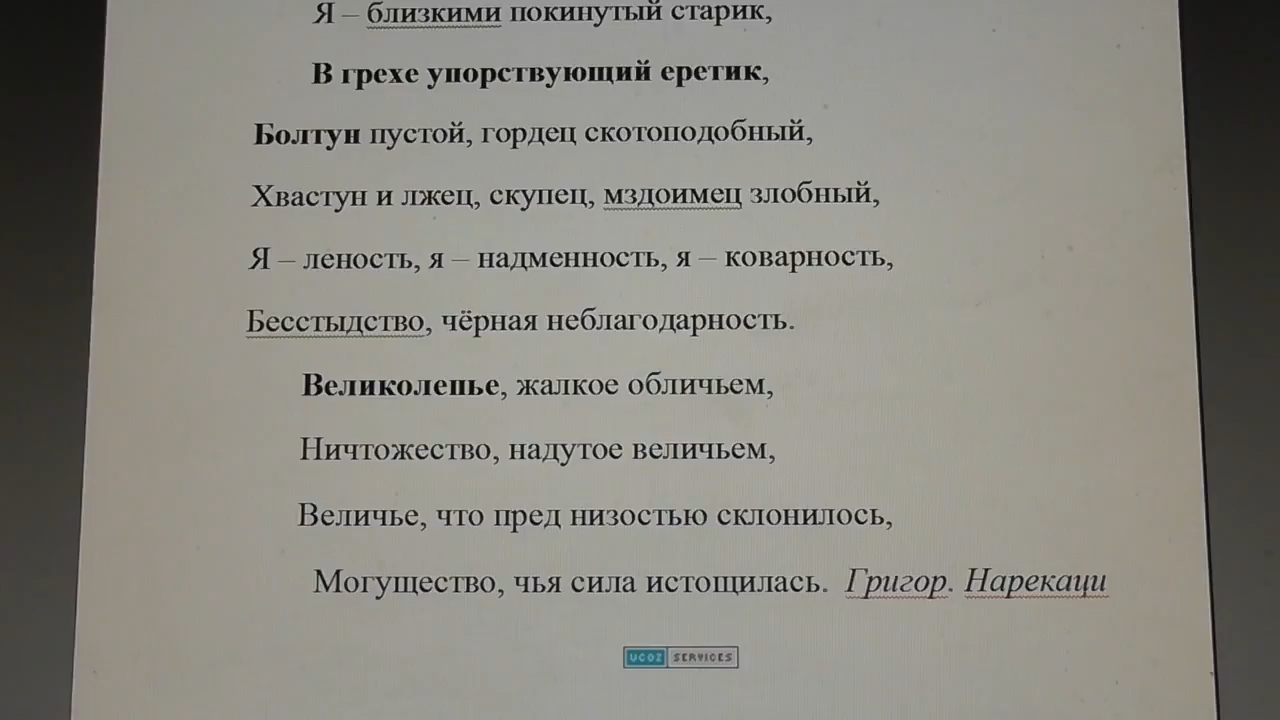 Я – близкими покинутый старик,
В грехе упорствующий еретик,
Болтун пустой, гордец скотоподобный,
Хвастун и лжец, скупец, мздоимец злобный,
Я – леность, я – надменность, я – коварность,
Бесстыдство, чёрная неблагодарность.
Великолепье, жалкое обличьем,
Ничтожество, надутое величьем,
Величье, что пред низостью склонилось,
Могущество, чья сила истощилась. Григор. Нарекаци
UCOZ SERVICES